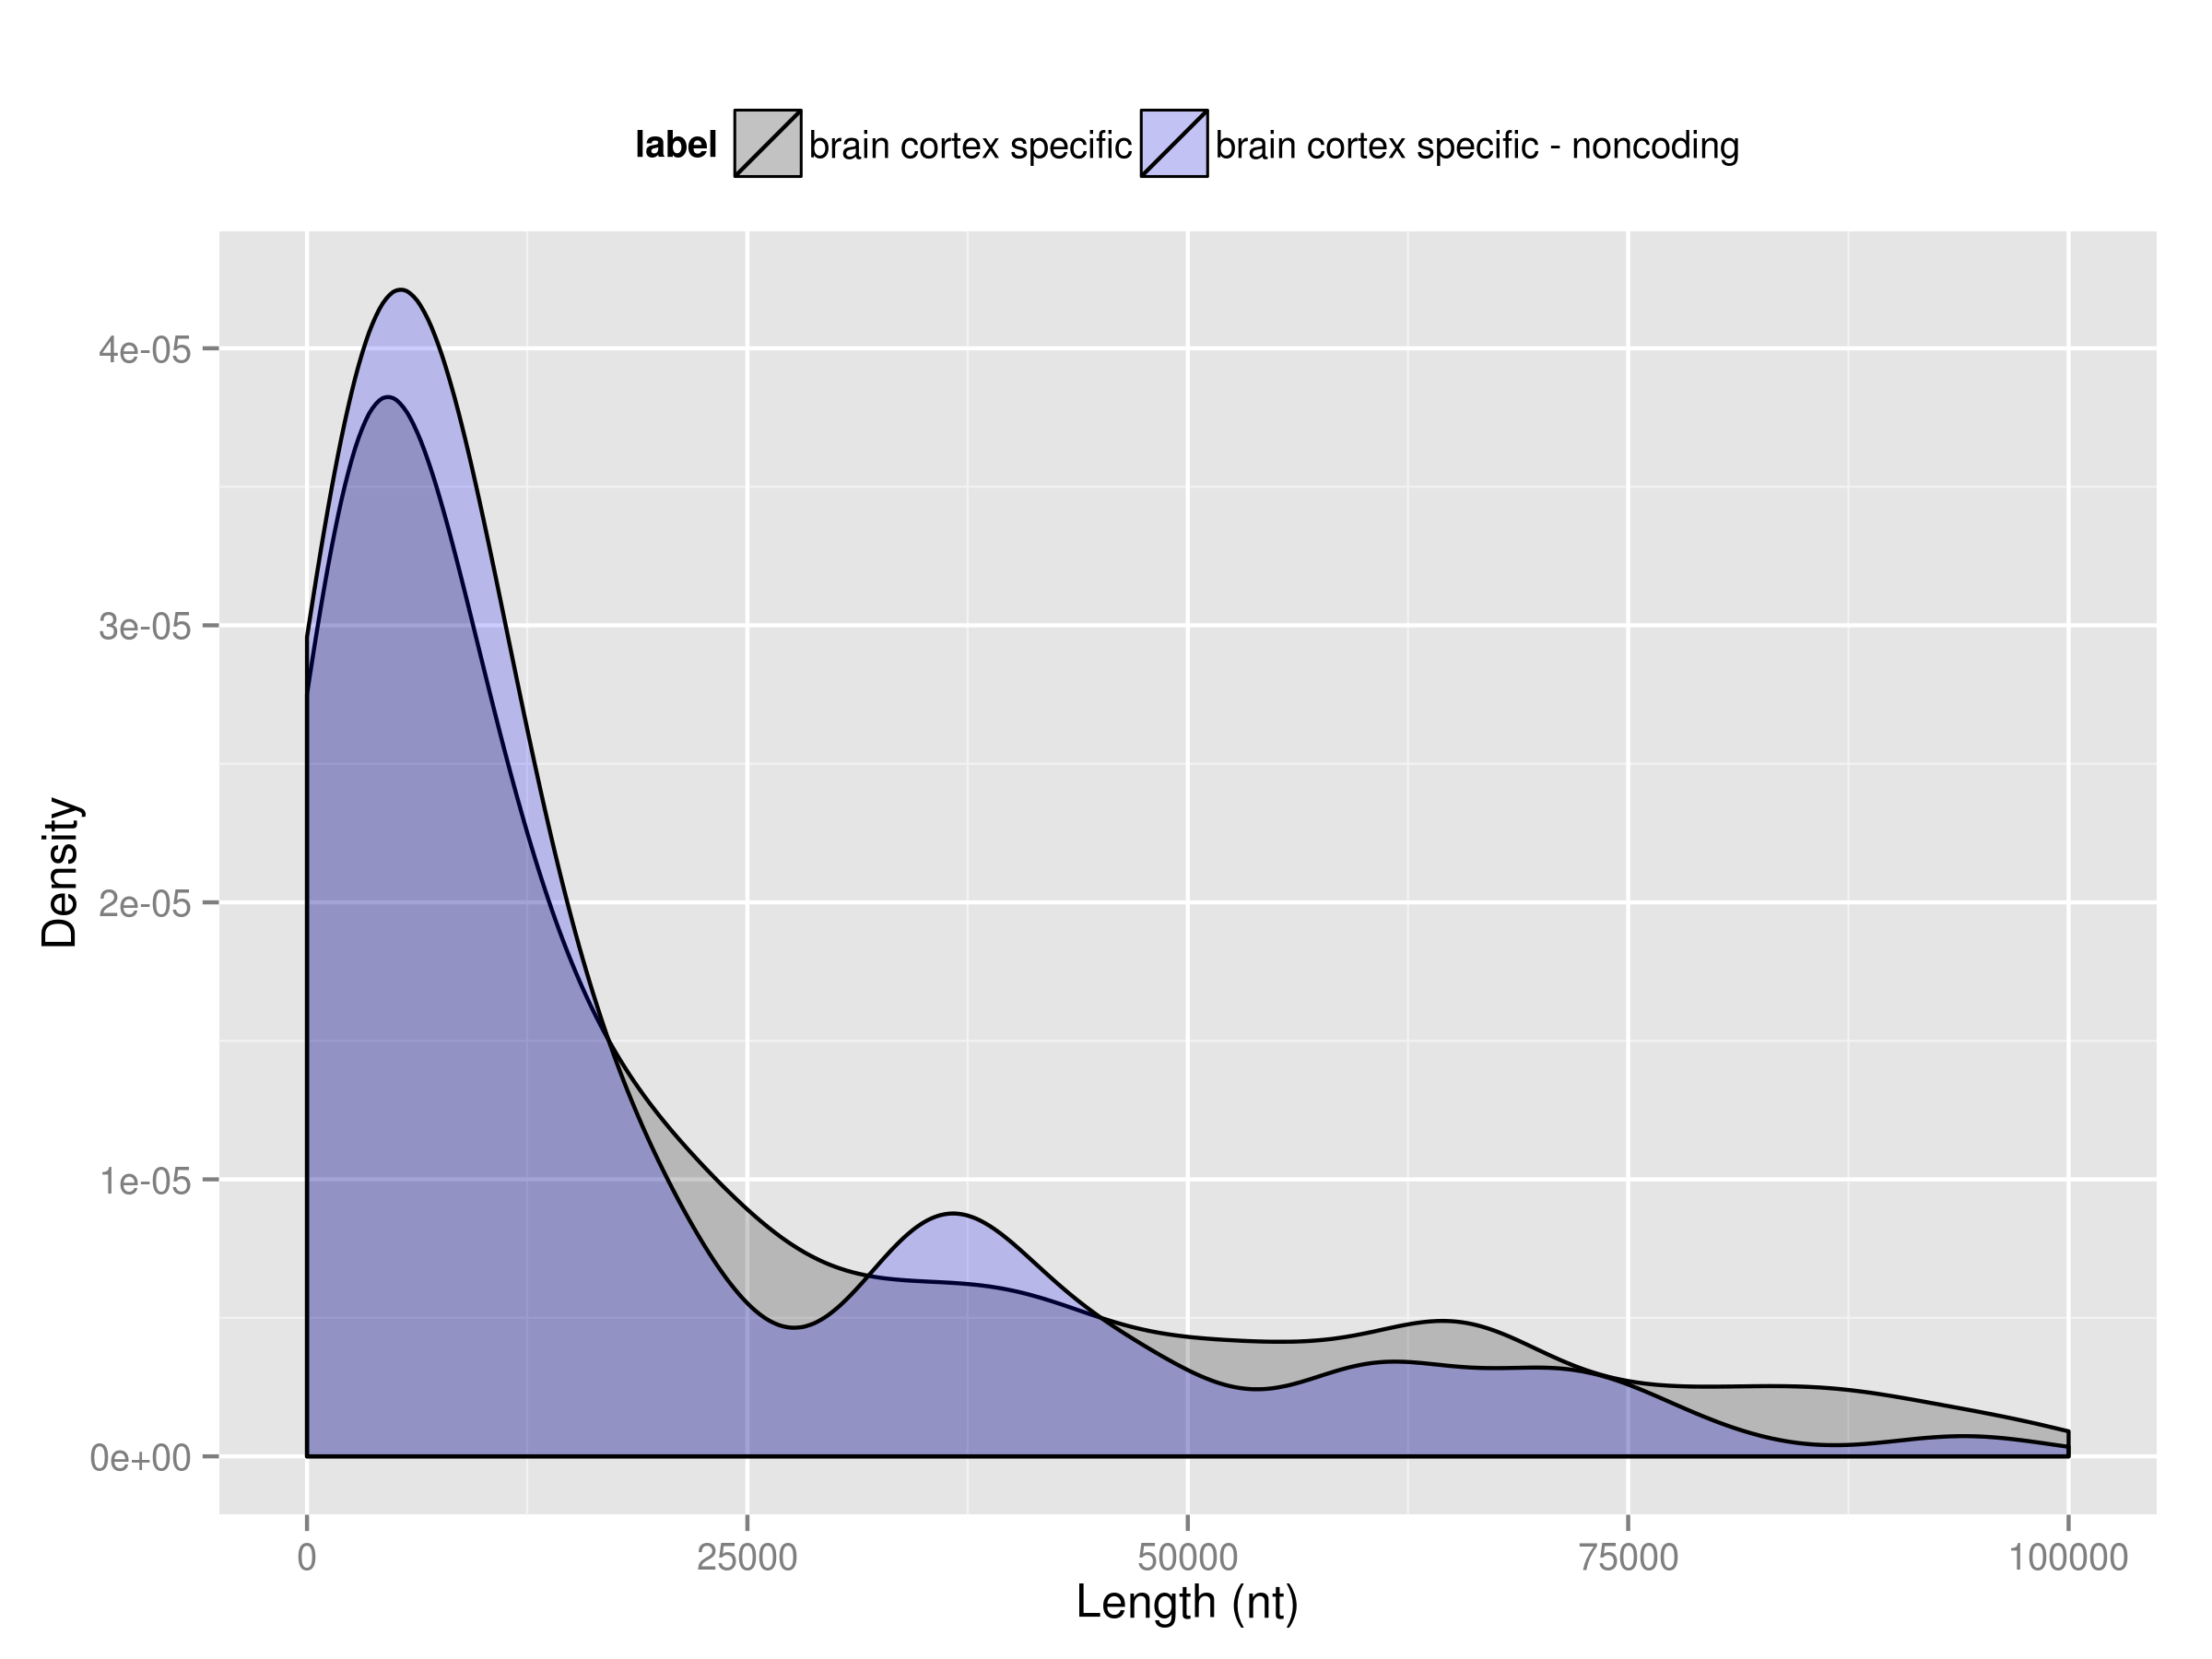 label brain cortex specific brain cortex specific - noncoding
4e-05
3e-05
2e-05
1e-05
0e+00
Density
0 25000 50000 75000 100000
Length (nt)